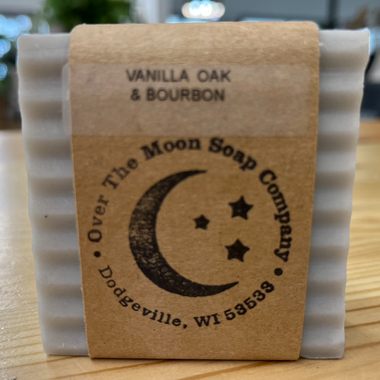 VANILLA OAK
& BOURBON
• Over The Moon Soap Company •
Dodgeville, WI 53533